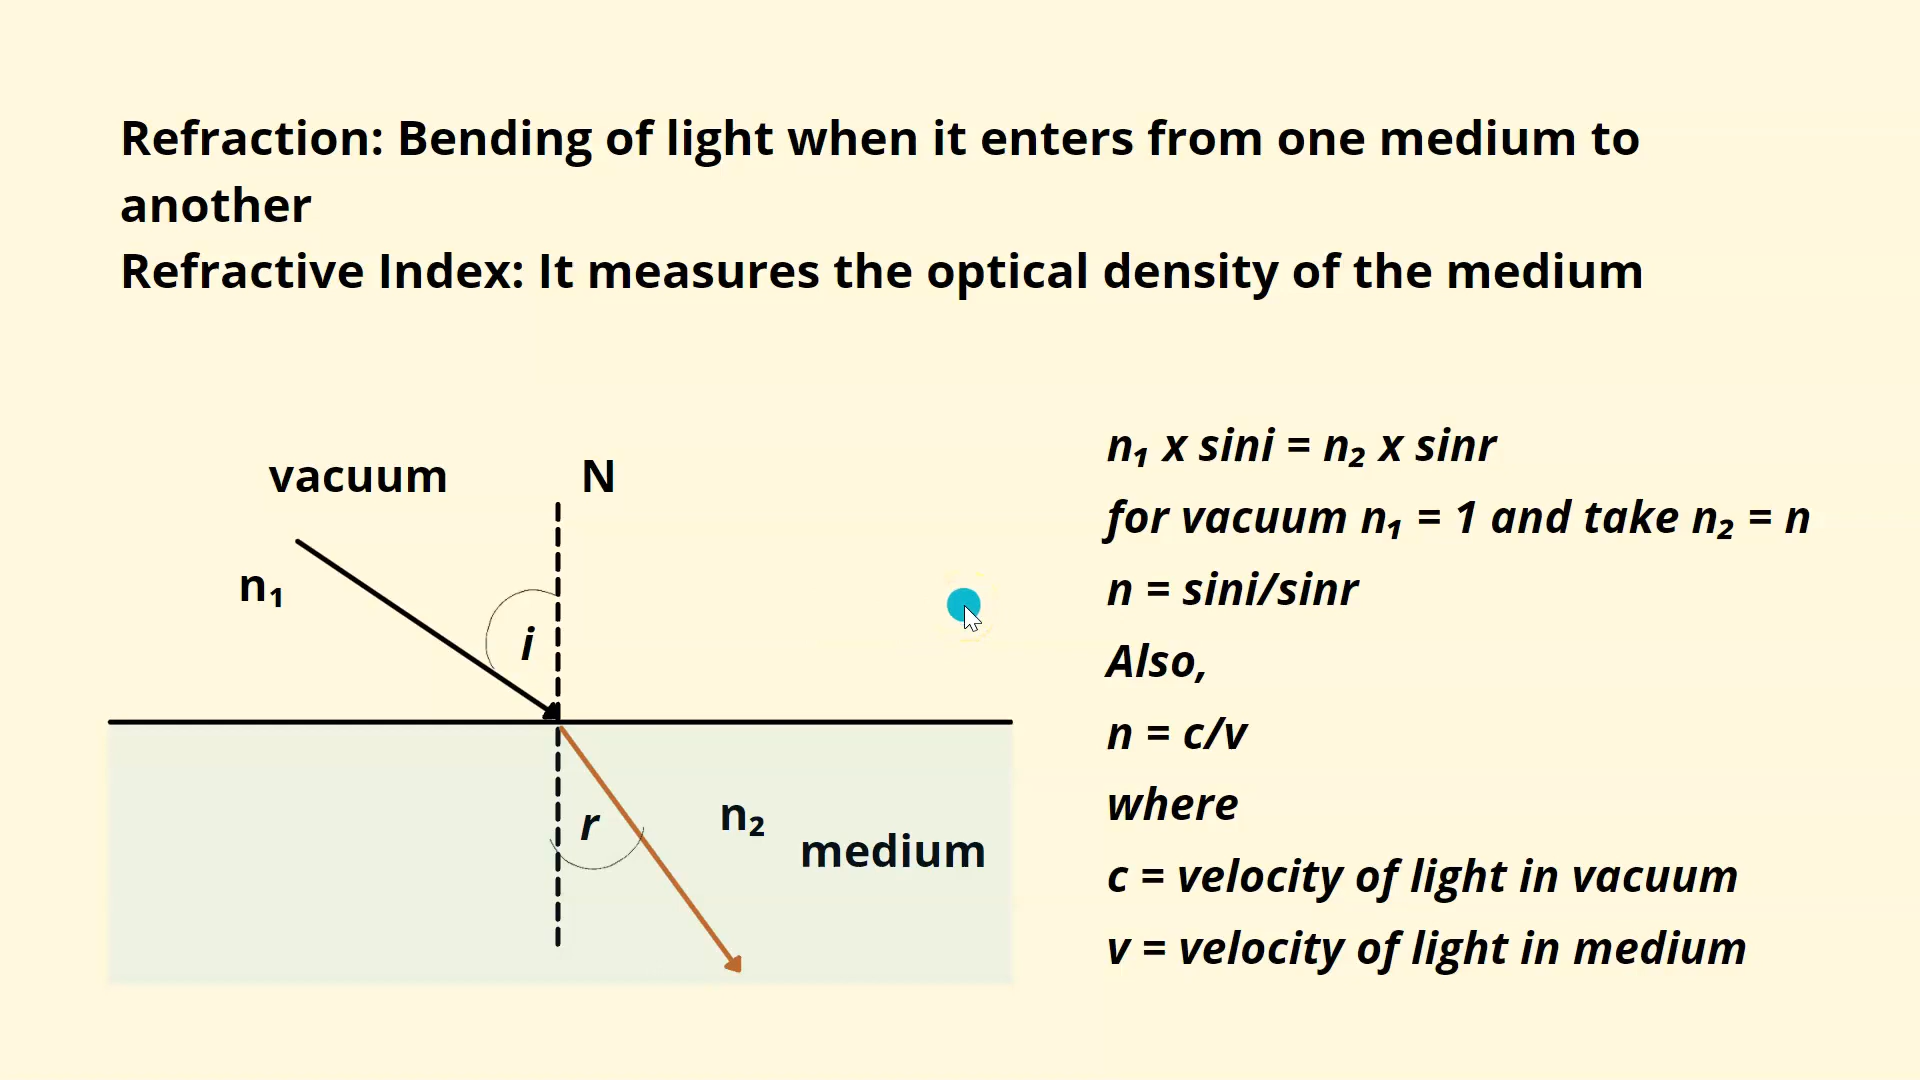 Refraction: Bending of light when it enters from one medium to
another
Refractive Index: It measures the optical density of the medium
vacuum
N
n₁
i
r
n₂
medium
n₁ x sini = n₂ x sinr
for vacuum n₁ = 1 and take n₂ = n
n = sini/sinr
Also,
n = c/v
where
c = velocity of light in vacuum
v = velocity of light in medium